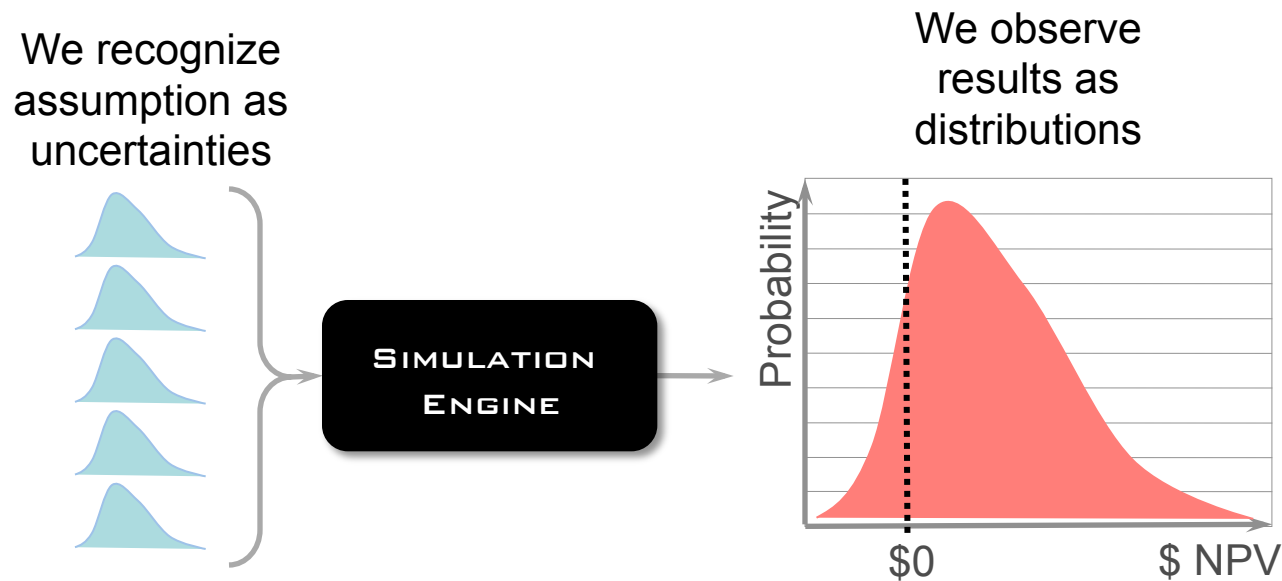 We recognize
assumption as
uncertainties
SIMULATION
ENGINE
We observe
results as
distributions
Probability
$0
$ NPV